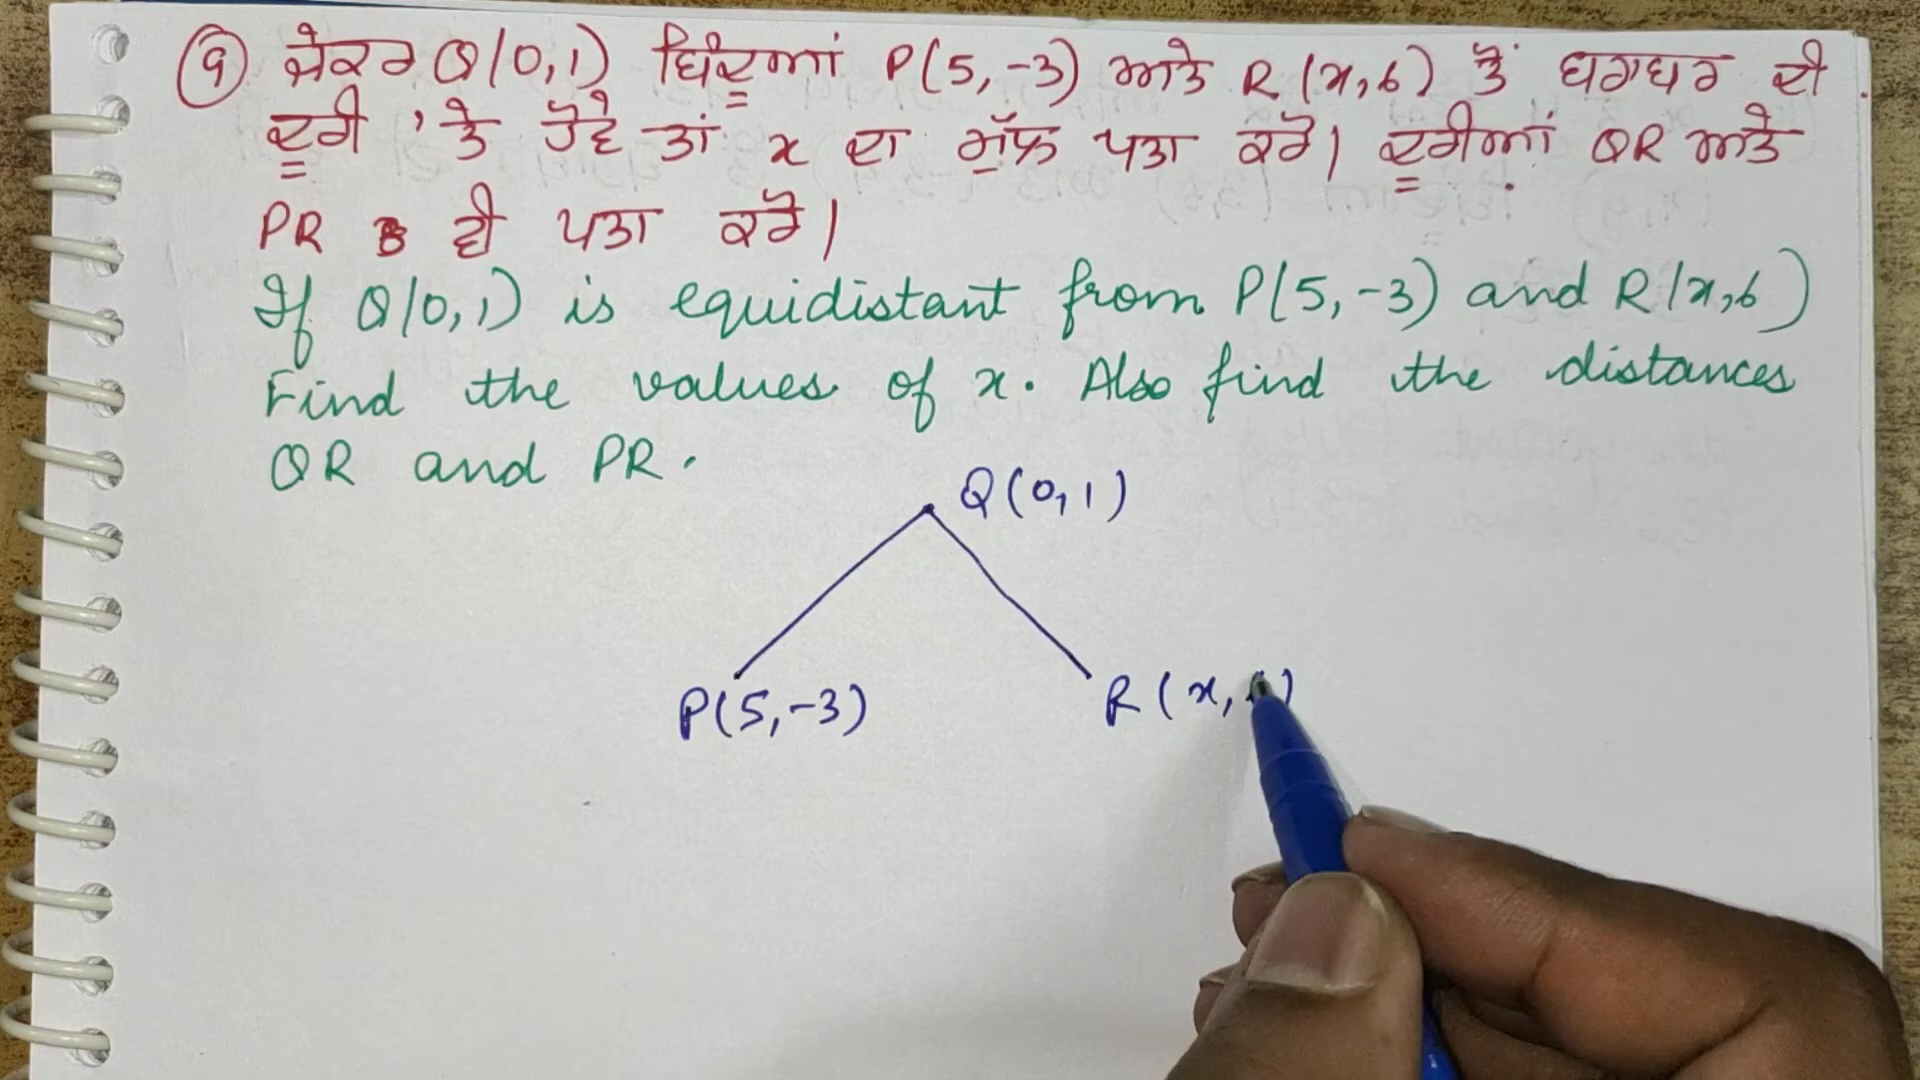 9 ਜੇਕਰ Q(0,1) ਬਿੰਦੂਆਂ P(5,-3) ਅਤੇ R(x,6) ਤੋਂ ਬਰਾਬਰ ਦੀ
ਦੂਰੀ 'ਤੇ ਹੋਵੇ ਤਾਂ x ਦਾ ਮੁੱਲ ਪਤਾ ਕਰੋ। ਦੂਰੀਆਂ QR ਅਤੇ
PR ਵੀ ਪਤਾ ਕਰੋ।
If Q(0,1) is equidistant from P(5,-3) and R(x,6)
Find the values of x. Also find the distances
QR and PR.
Q(0,1)
P(5,-3)
R(x, )